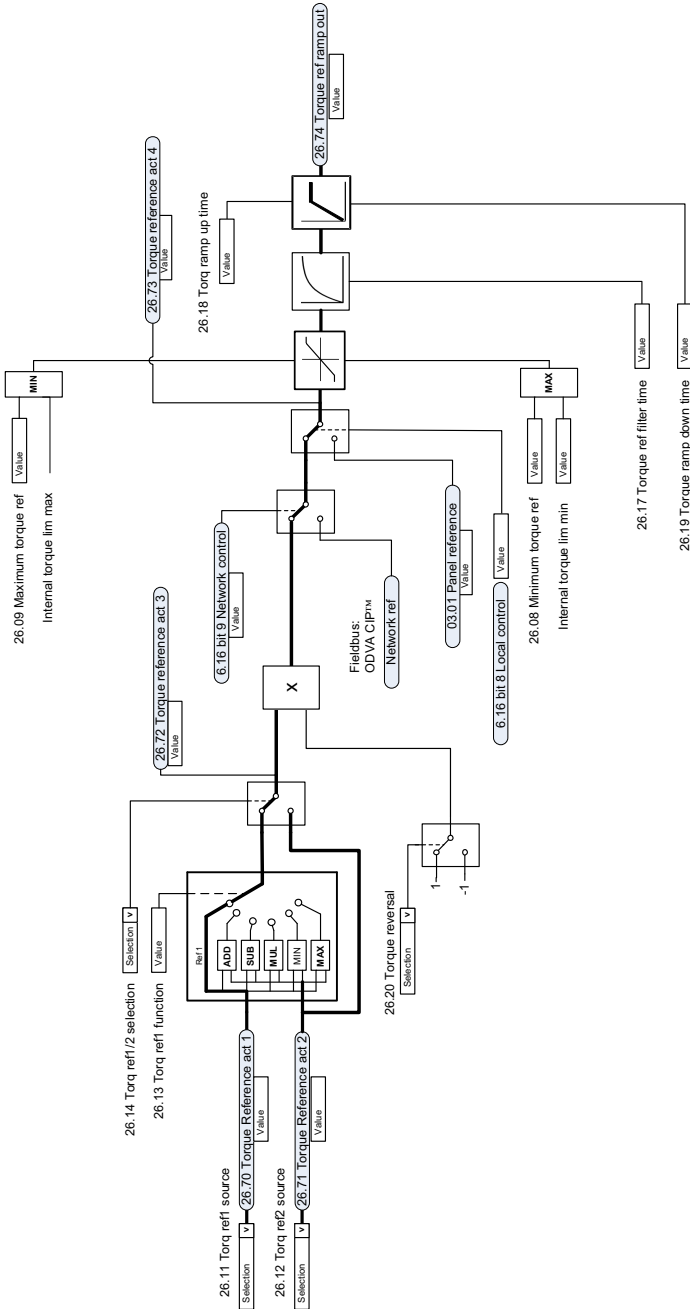 26.11 Torq ref1 source
Selection v
26.70 Torque Reference act 1
Value
26.12 Torq ref2 source
Selection v
26.71 Torque Reference act 2
Value
26.14 Torq ref1/2 selection
Selection v
26.13 Torq ref1 function
Value
Ref 1
ADD
SUB
MUL
MIN
MAX
26.72 Torque reference act 3
Value
26.20 Torque reversal
Selection v
1
-1
X
6.16 bit 9 Network control
Value
Fieldbus:
ODVA CIP™
Network ref
03.01 Panel reference
Value
6.16 bit 8 Local control
Value
26.73 Torque reference act 4
Value
26.09 Maximum torque ref
Value
Internal torque lim max
MIN
26.08 Minimum torque ref
Value
Internal torque lim min
Value
MAX
26.18 Torq ramp up time
Value
26.17 Torque ref filter time
Value
26.19 Torque ramp down time
Value
26.74 Torque ref ramp out
Value